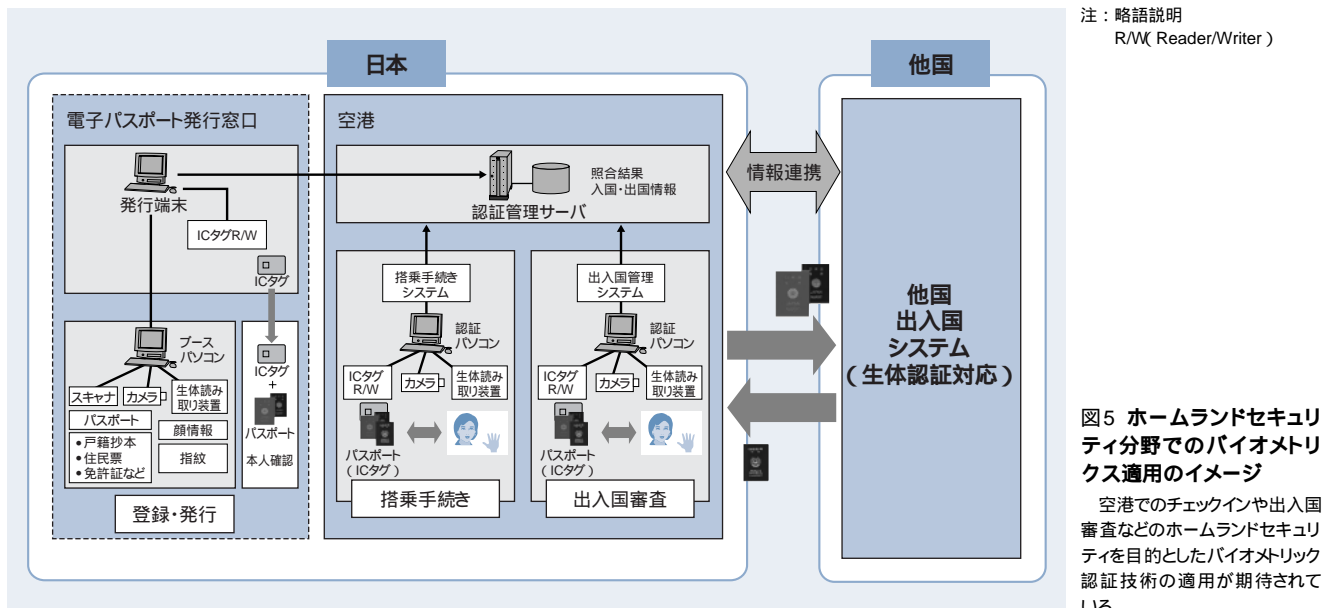 注：略語説明
R/W(Reader/Writer)
日本
他国
電子パスポート発行窓口
発行端末
ICタグR/W
ICタグ
ブース
パソコン
スキャナ
カメラ
生体読み
取り装置
パスポート
•戸籍抄本
•住民票
•免許証など
顔情報
指紋
ICタグ
+
パスポート
本人確認
登録・発行
空港
照合結果
入国・出国情報
認証管理サーバ
搭乗手続き
システム
認証
パソコン
ICタグ
R/W
カメラ
生体読み
取り装置
パスポート
(ICタグ)
搭乗手続き
出入国管理
システム
認証
パソコン
ICタグ
R/W
カメラ
生体読み
取り装置
パスポート
(ICタグ)
出入国審査
情報連携
他国
出入国
システム
(生体認証対応)
図5 ホームランドセキュリ
ティ分野でのバイオメトリ
クス適用のイメージ
空港でのチェックインや出入国
審査などのホームランドセキュリ
ティを目的としたバイオメトリック
認証技術の適用が期待されて
いる